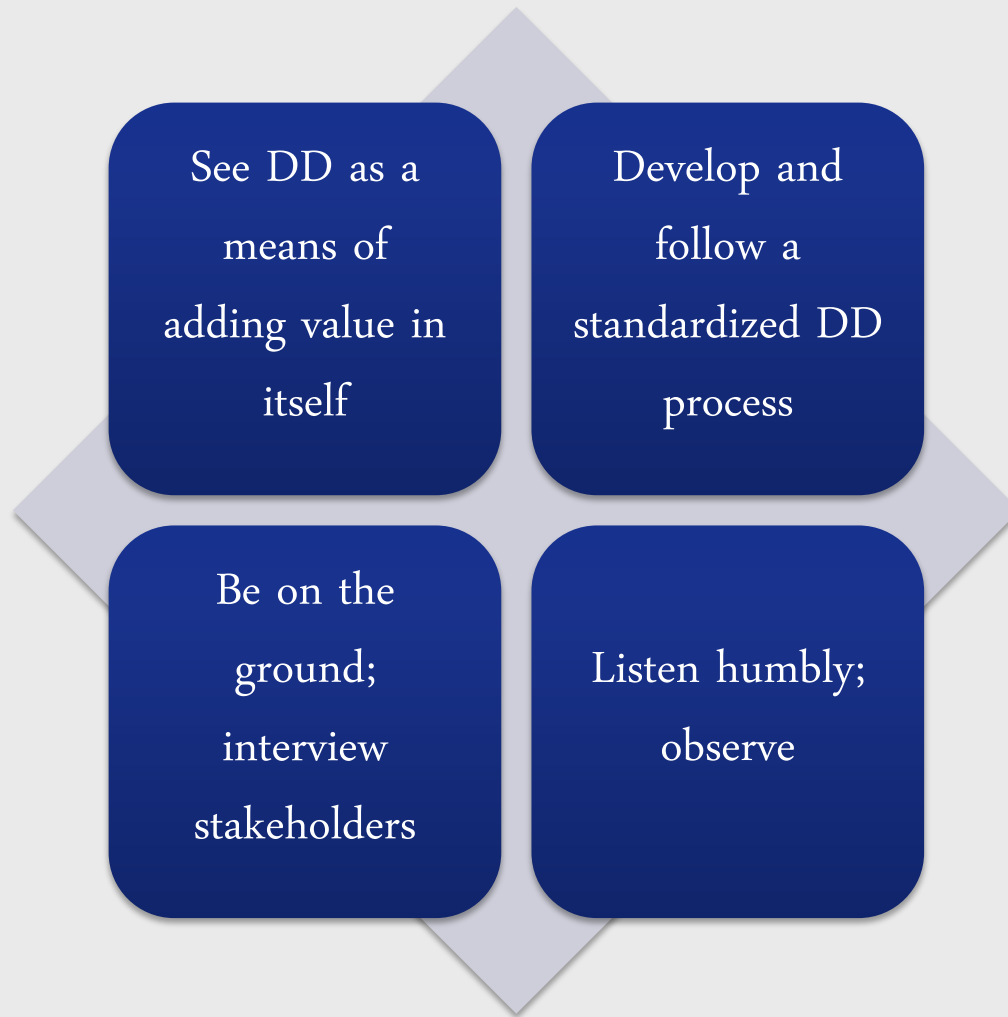 See DD as a
means of
adding value in
itself
Develop and
follow a
standardized DD
process
Be on the
ground;
interview
stakeholders
Listen humbly;
observe